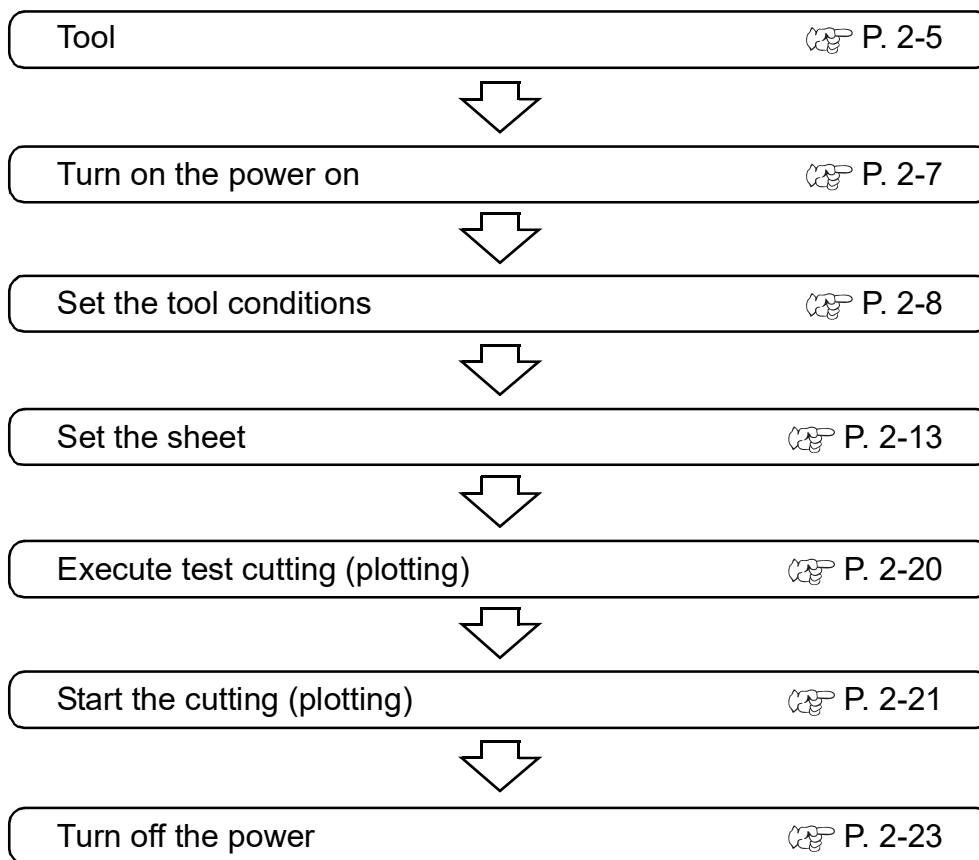 Tool P. 2-5
Turn on the power on P. 2-7
Set the tool conditions P. 2-8
Set the sheet P. 2-13
Execute test cutting (plotting) P. 2-20
Start the cutting (plotting) P. 2-21
Turn off the power P. 2-23